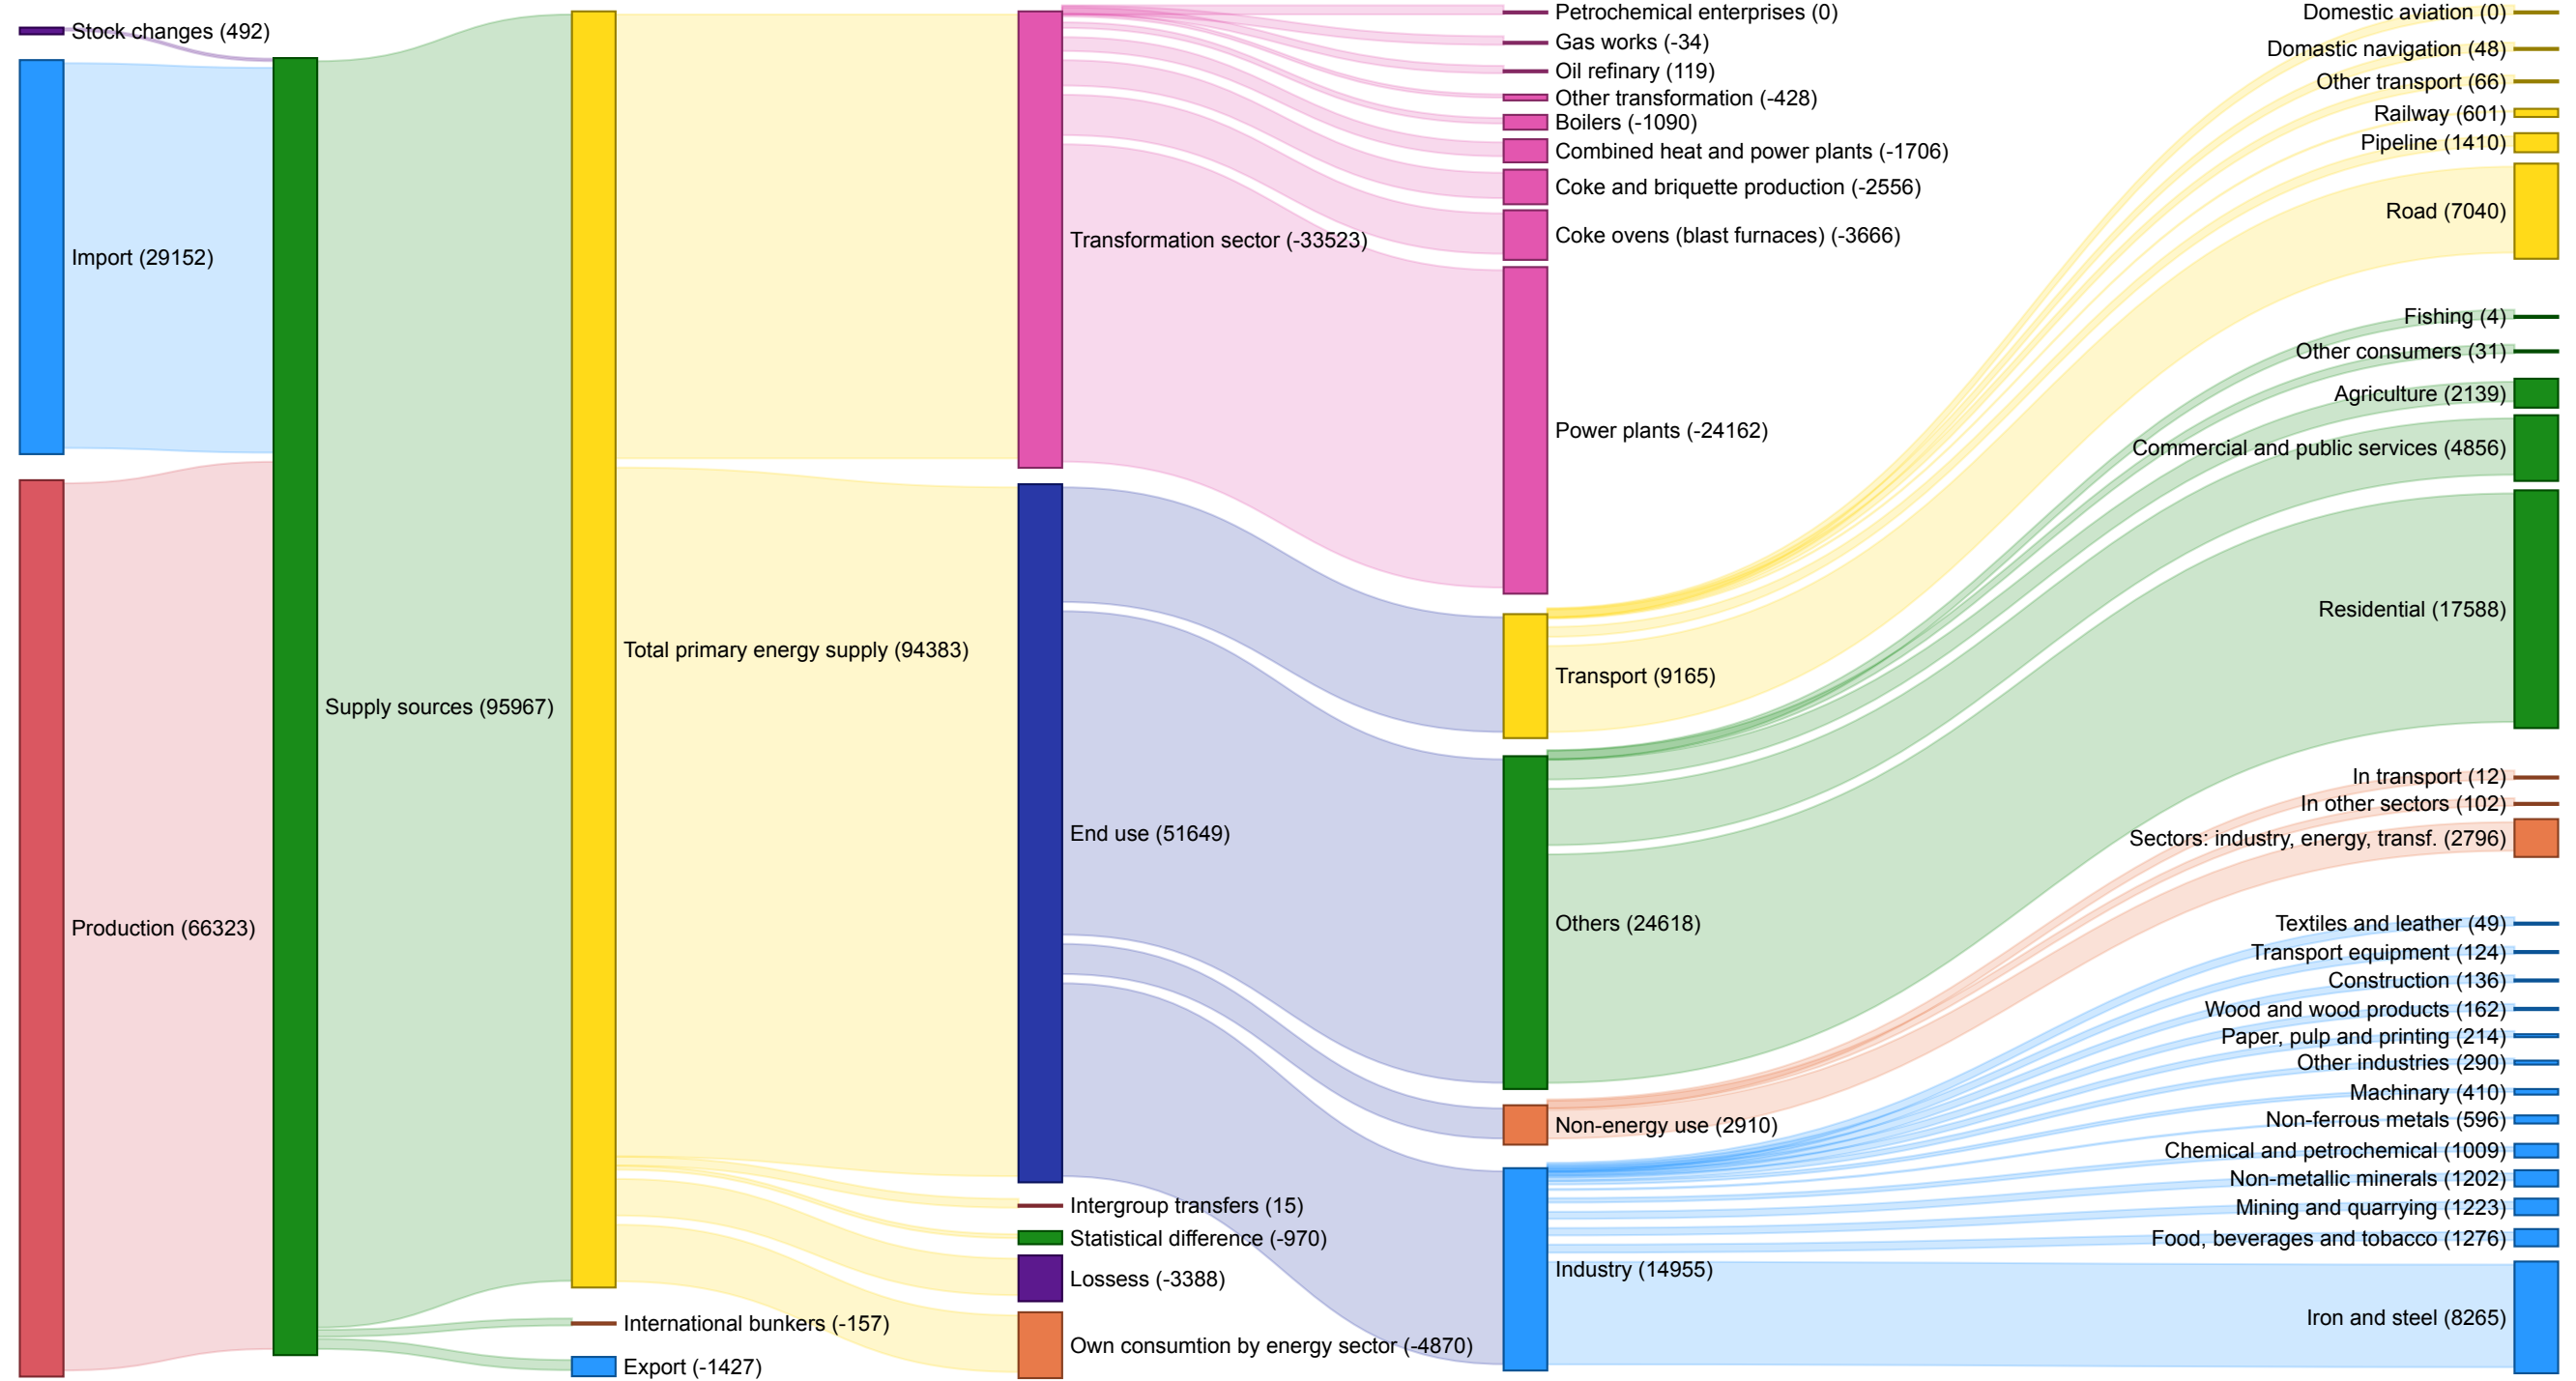 Stock changes (492)
Import (29152)
Production (66323)
Supply sources (95967)
Total primary energy supply (94383)
International bunkers (-157)
Export (-1427)
Transformation sector (-33523)
End use (51649)
Intergroup transfers (15)
Statistical difference (-970)
Lossess (-3388)
Own consumtion by energy sector (-4870)
Petrochemical enterprises (0)
Gas works (-34)
Oil refinary (119)
Other transformation (-428)
Boilers (-1090)
Combined heat and power plants (-1706)
Coke and briquette production (-2556)
Coke ovens (blast furnaces) (-3666)
Power plants (-24162)
Transport (9165)
Others (24618)
Non-energy use (2910)
Industry (14955)
Domestic aviation (0)
Domastic navigation (48)
Other transport (66)
Railway (601)
Pipeline (1410)
Road (7040)
Fishing (4)
Other consumers (31)
Agriculture (2139)
Commercial and public services (4856)
Residential (17588)
In transport (12)
In other sectors (102)
Sectors: industry, energy, transf. (2796)
Textiles and leather (49)
Transport equipment (124)
Construction (136)
Wood and wood products (162)
Paper, pulp and printing (214)
Other industries (290)
Machinary (410)
Non-ferrous metals (596)
Chemical and petrochemical (1009)
Non-metallic minerals (1202)
Mining and quarrying (1223)
Food, beverages and tobacco (1276)
Iron and steel (8265)